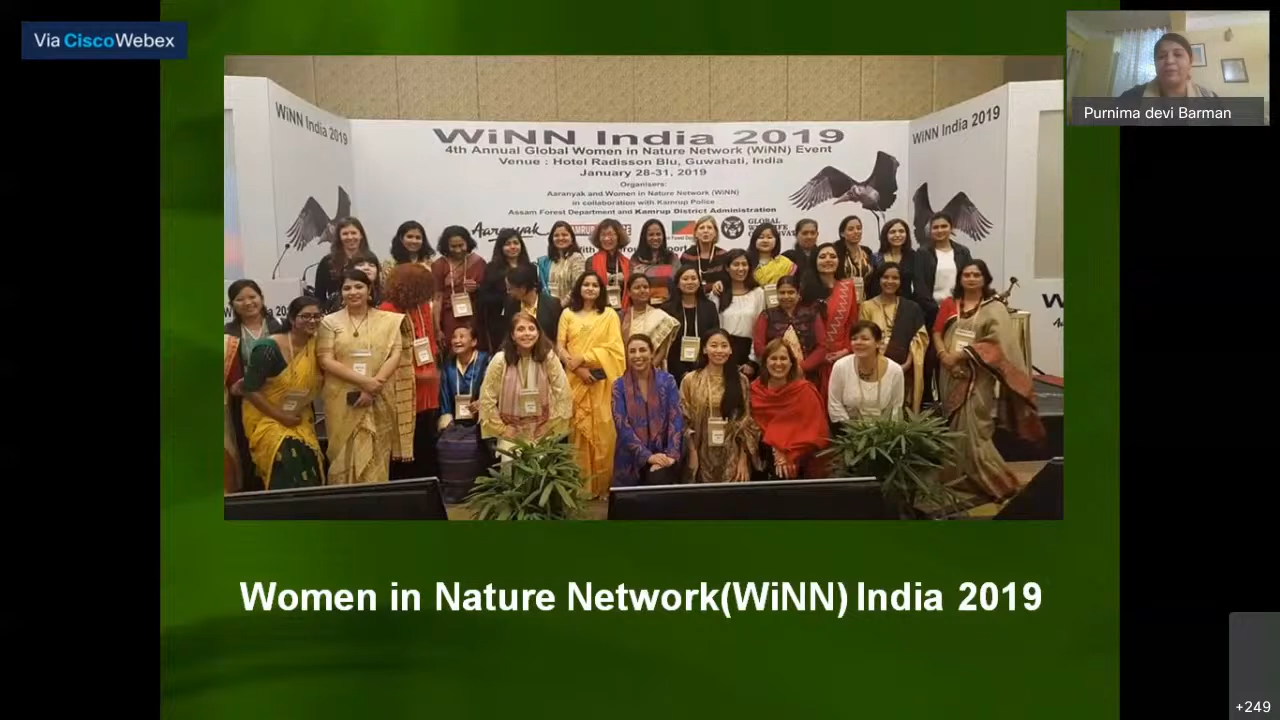 Via CiscoWebex
Purnima devi Barman
WiNN India 2019
WiNN India 2019
WiNN India 2019
4th Annual Global Women in Nature Network (WiNN) Event
Venue : Hotel Radisson Blu, Guwahati, India
January 28-31, 2019
Organisers:
Aaranyak and Women in Nature Network (WiNN)
in collaboration with Kamrup Police
Assam Forest Department and Kamrup District Administration
Aaranyak
GLOBAL
Women in Nature Network(WiNN) India 2019
+249